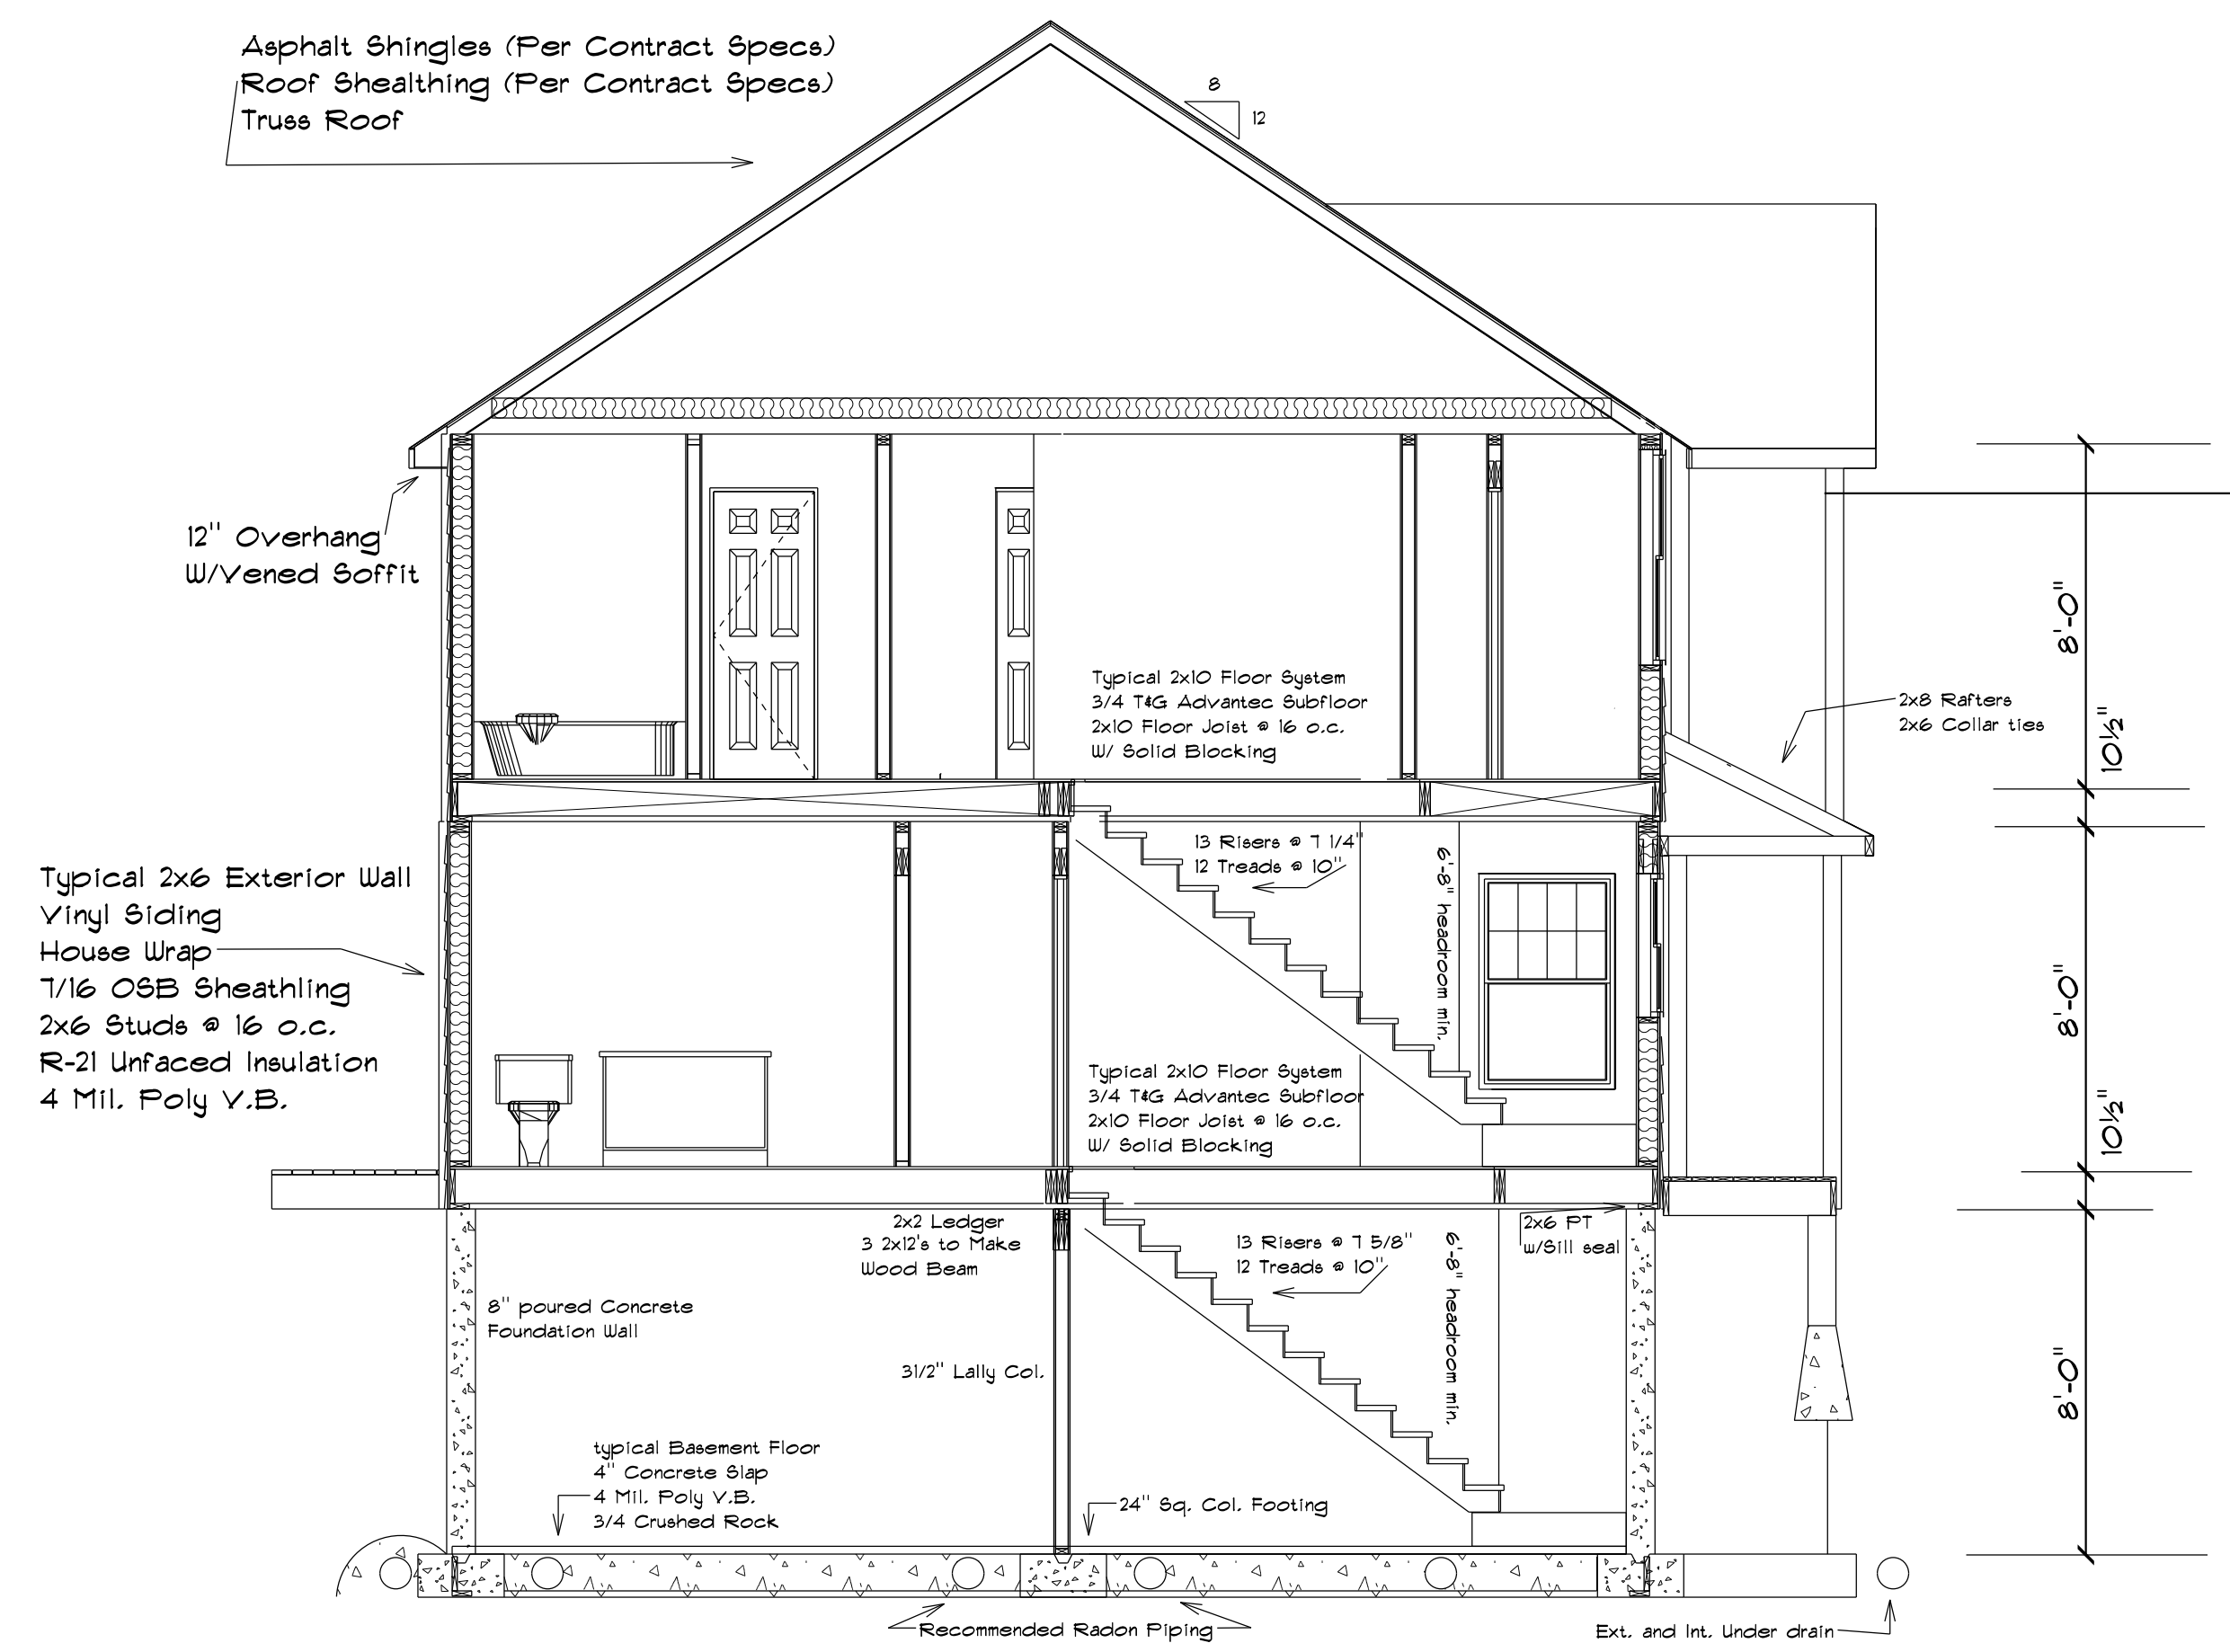 Asphalt Shingles (Per Contract Specs)
Roof Shealthing (Per Contract Specs)
Truss Roof
8
12
12" Overhang
W/Vened Soffit
8'-0"
Typical 2x10 Floor System
3/4 T&G Advantec Subfloor
2x10 Floor Joist @ 16 o.c.
W/ Solid Blocking
2x8 Rafters
2x6 Collar ties
10½"
13 Risers @ 7 1/4"
12 Treads @ 10"
6'-8" headroom min.
Typical 2x6 Exterior Wall
Vinyl Siding
House Wrap
7/16 OSB Sheathling
2x6 Studs @ 16 o.c.
R-21 Unfaced Insulation
4 Mil. Poly V.B.
8'-0"
Typical 2x10 Floor System
3/4 T&G Advantec Subfloor
2x10 Floor Joist @ 16 o.c.
W/ Solid Blocking
10½"
2x2 Ledger
3 2x12's to Make
Wood Beam
13 Risers @ 7 5/8"
12 Treads @ 10"
6'-8" headroom min.
2x6 PT
w/Sill seal
8" poured Concrete
Foundation Wall
31/2" Lally Col.
8'-0"
typical Basement Floor
4" Concrete Slap
4 Mil. Poly V.B.
3/4 Crushed Rock
24" Sq. Col. Footing
Recommended Radon Piping
Ext. and Int. Under drain